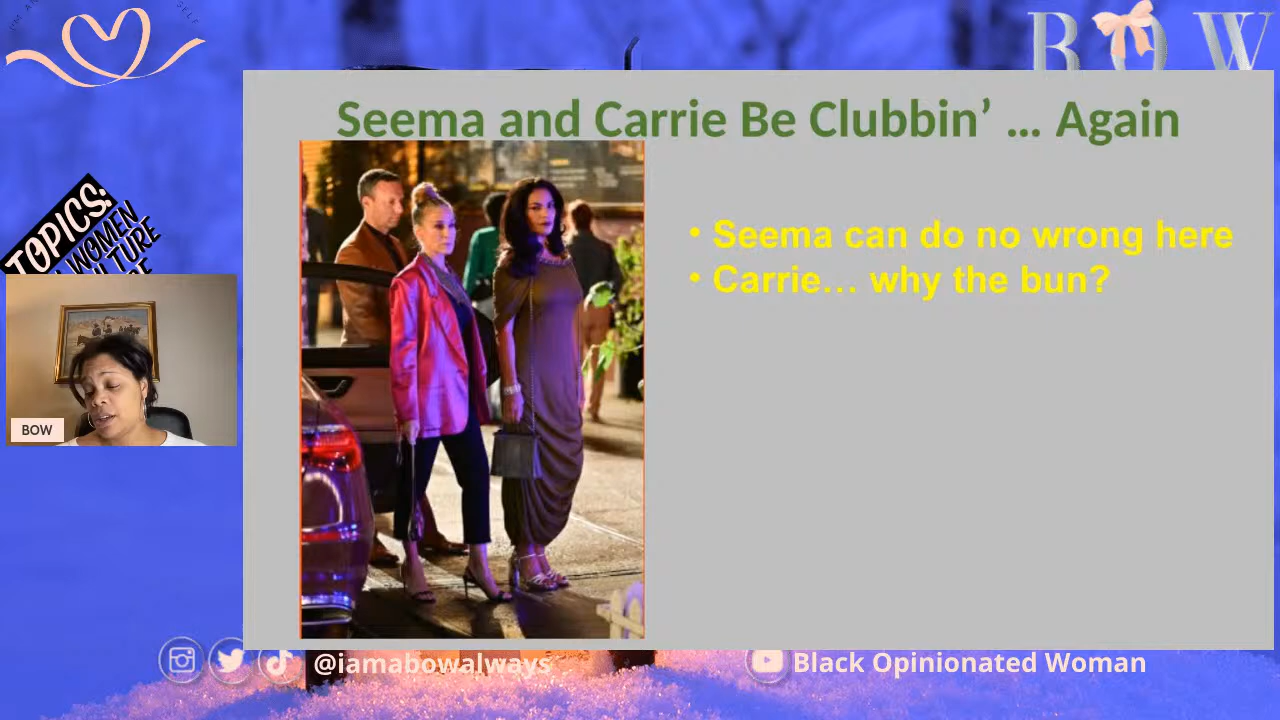 B O W
Seema and Carrie Be Clubbin’ … Again
• Seema can do no wrong here
• Carrie… why the bun?
TOPICS:
WOMEN
BOW
@iamabowalways
Black Opinionated Woman